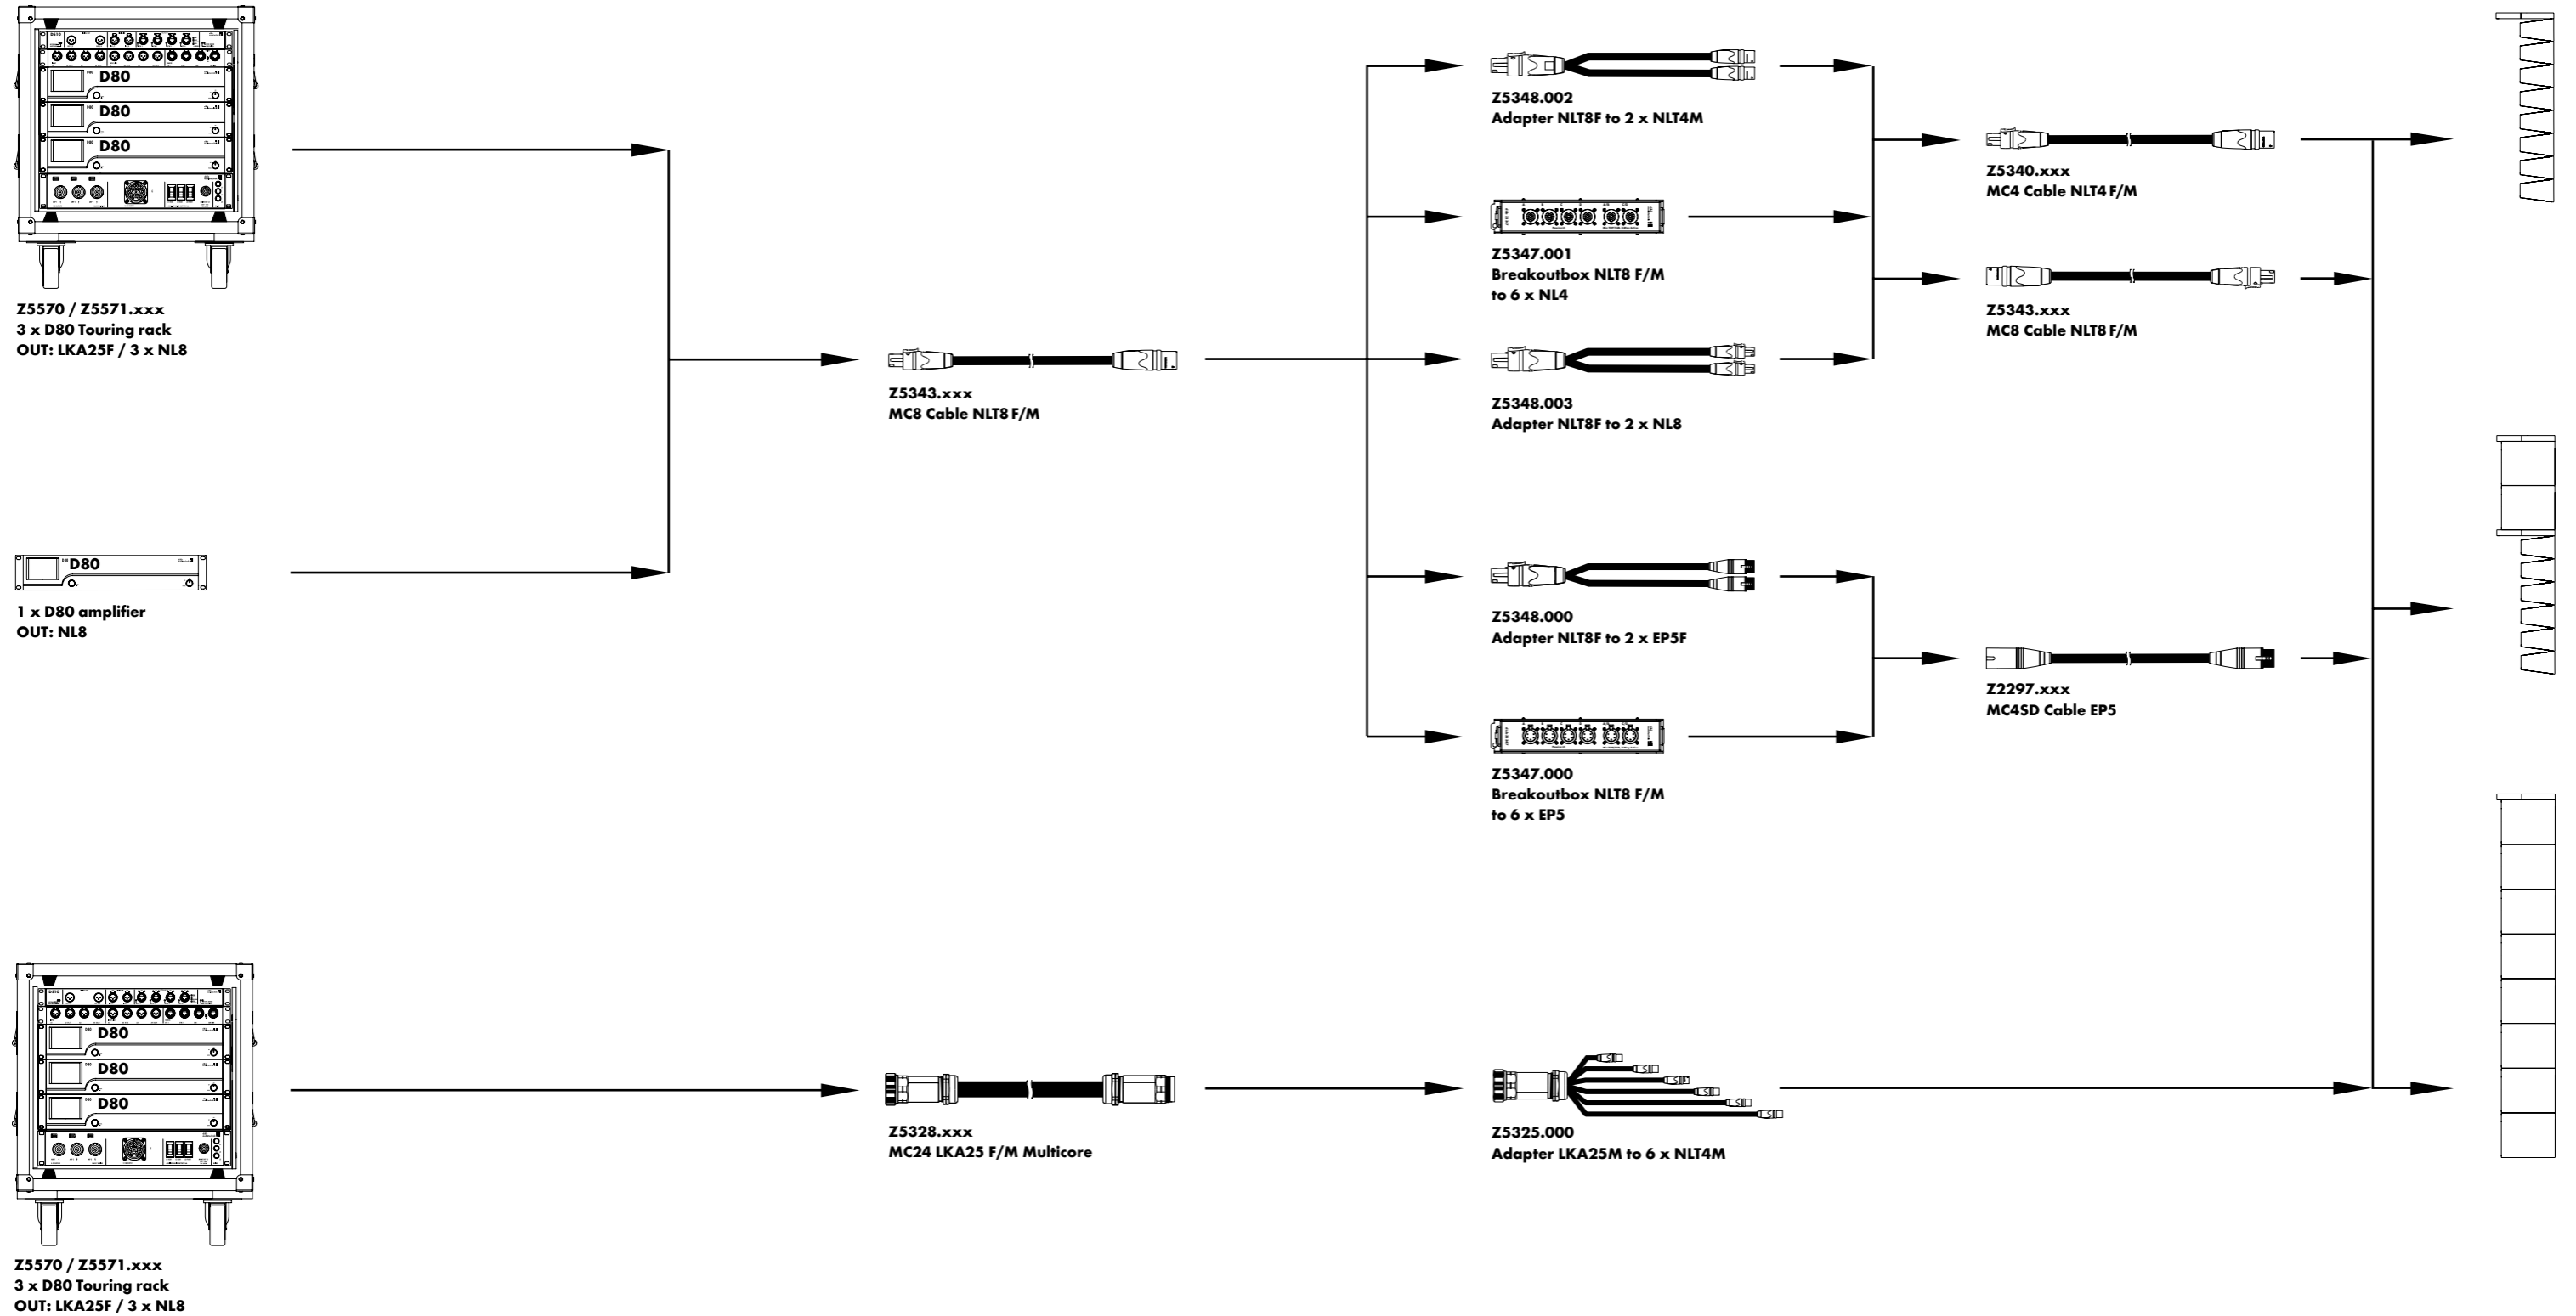 D80
D80
D80
Z5570 / Z5571.xxx
3 x D80 Touring rack
OUT: LKA25F / 3 x NL8
D80
1 x D80 amplifier
OUT: NL8
D80
D80
D80
Z5570 / Z5571.xxx
3 x D80 Touring rack
OUT: LKA25F / 3 x NL8
Z5343.xxx
MC8 Cable NLT8 F/M
Z5328.xxx
MC24 LKA25 F/M Multicore
Z5348.002
Adapter NLT8F to 2 x NLT4M
Z5347.001
Breakoutbox NLT8 F/M
to 6 x NL4
Z5348.003
Adapter NLT8F to 2 x NL8
Z5348.000
Adapter NLT8F to 2 x EP5F
Z5347.000
Breakoutbox NLT8 F/M
to 6 x EP5
Z5325.000
Adapter LKA25M to 6 x NLT4M
Z5340.xxx
MC4 Cable NLT4 F/M
Z5343.xxx
MC8 Cable NLT8 F/M
Z2297.xxx
MC4SD Cable EP5